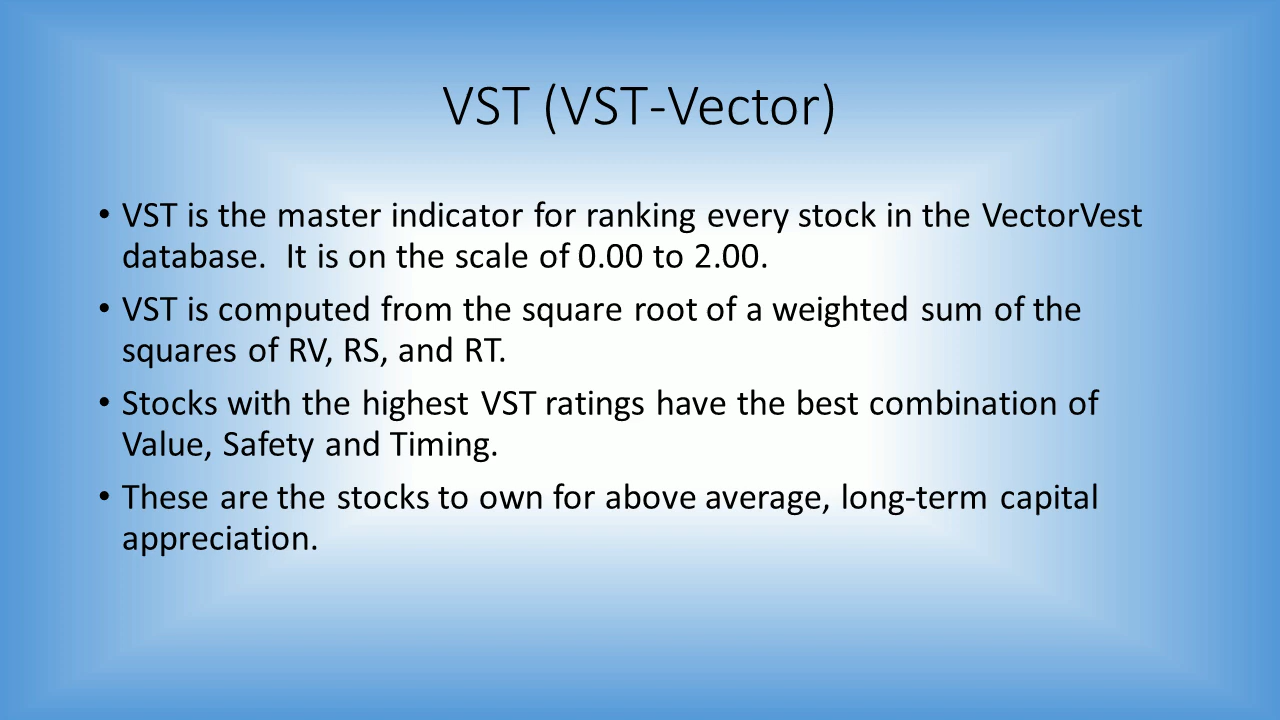 VST (VST-Vector)
• VST is the master indicator for ranking every stock in the VectorVest
database.  It is on the scale of 0.00 to 2.00.
• VST is computed from the square root of a weighted sum of the
squares of RV, RS, and RT.
• Stocks with the highest VST ratings have the best combination of
Value, Safety and Timing.
• These are the stocks to own for above average, long-term capital
appreciation.